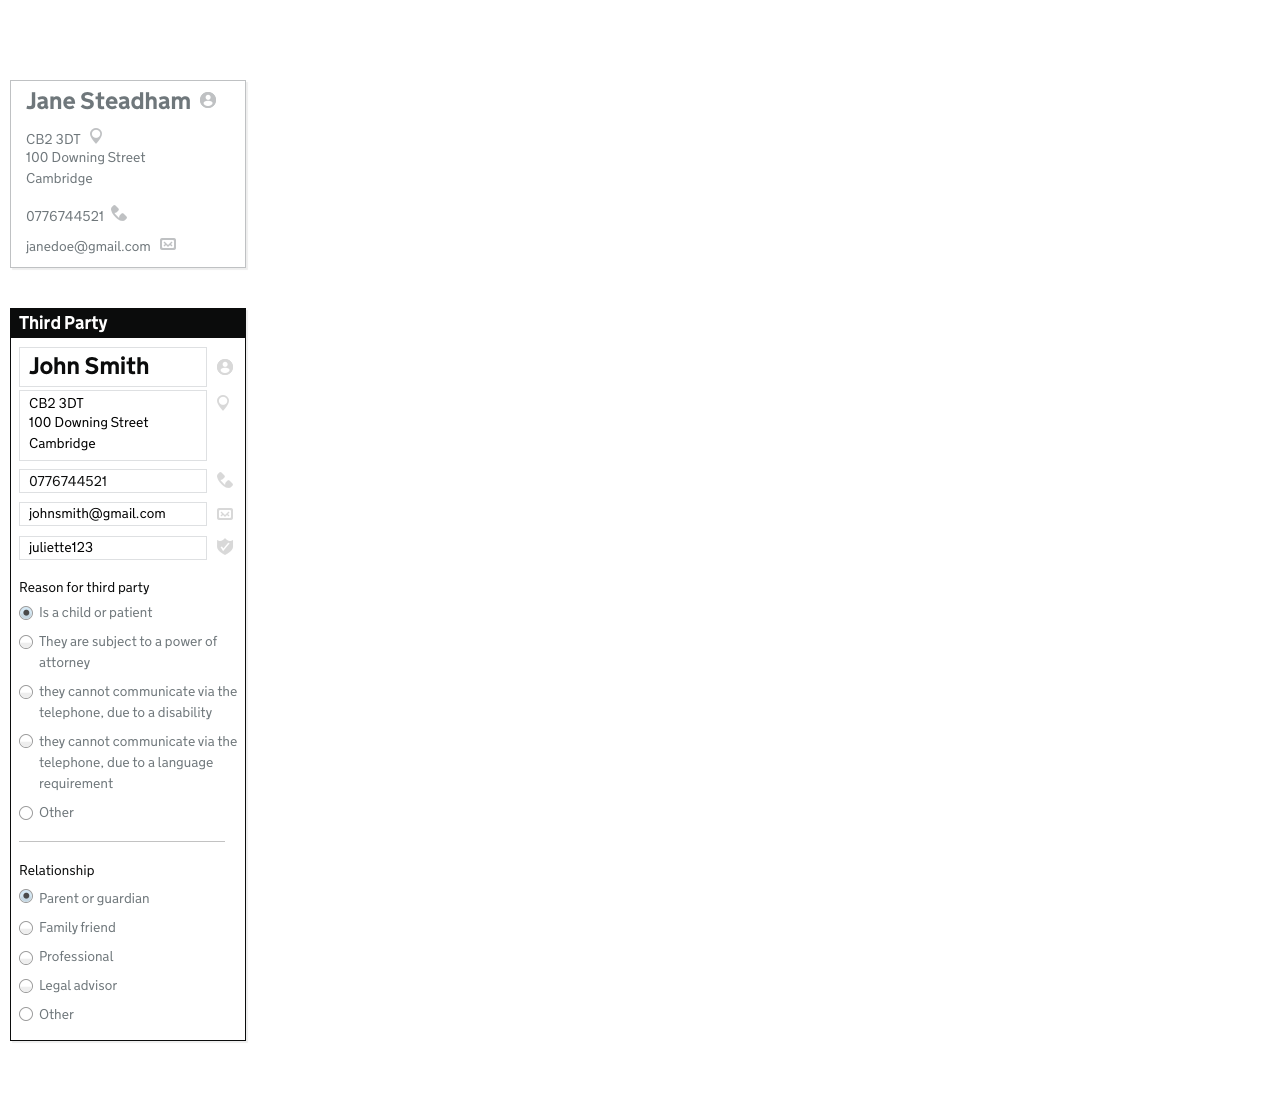 Jane Steadham
CB2 3DT
100 Downing Street
Cambridge
0776744521
janedoe@gmail.com
Third Party
John Smith
CB2 3DT
100 Downing Street
Cambridge
0776744521
johnsmith@gmail.com
juliette123
Reason for third party
Is a child or patient
They are subject to a power of
attorney
they cannot communicate via the
telephone, due to a disability
they cannot communicate via the
telephone, due to a language
requirement
Other
Relationship
Parent or guardian
Family friend
Professional
Legal advisor
Other